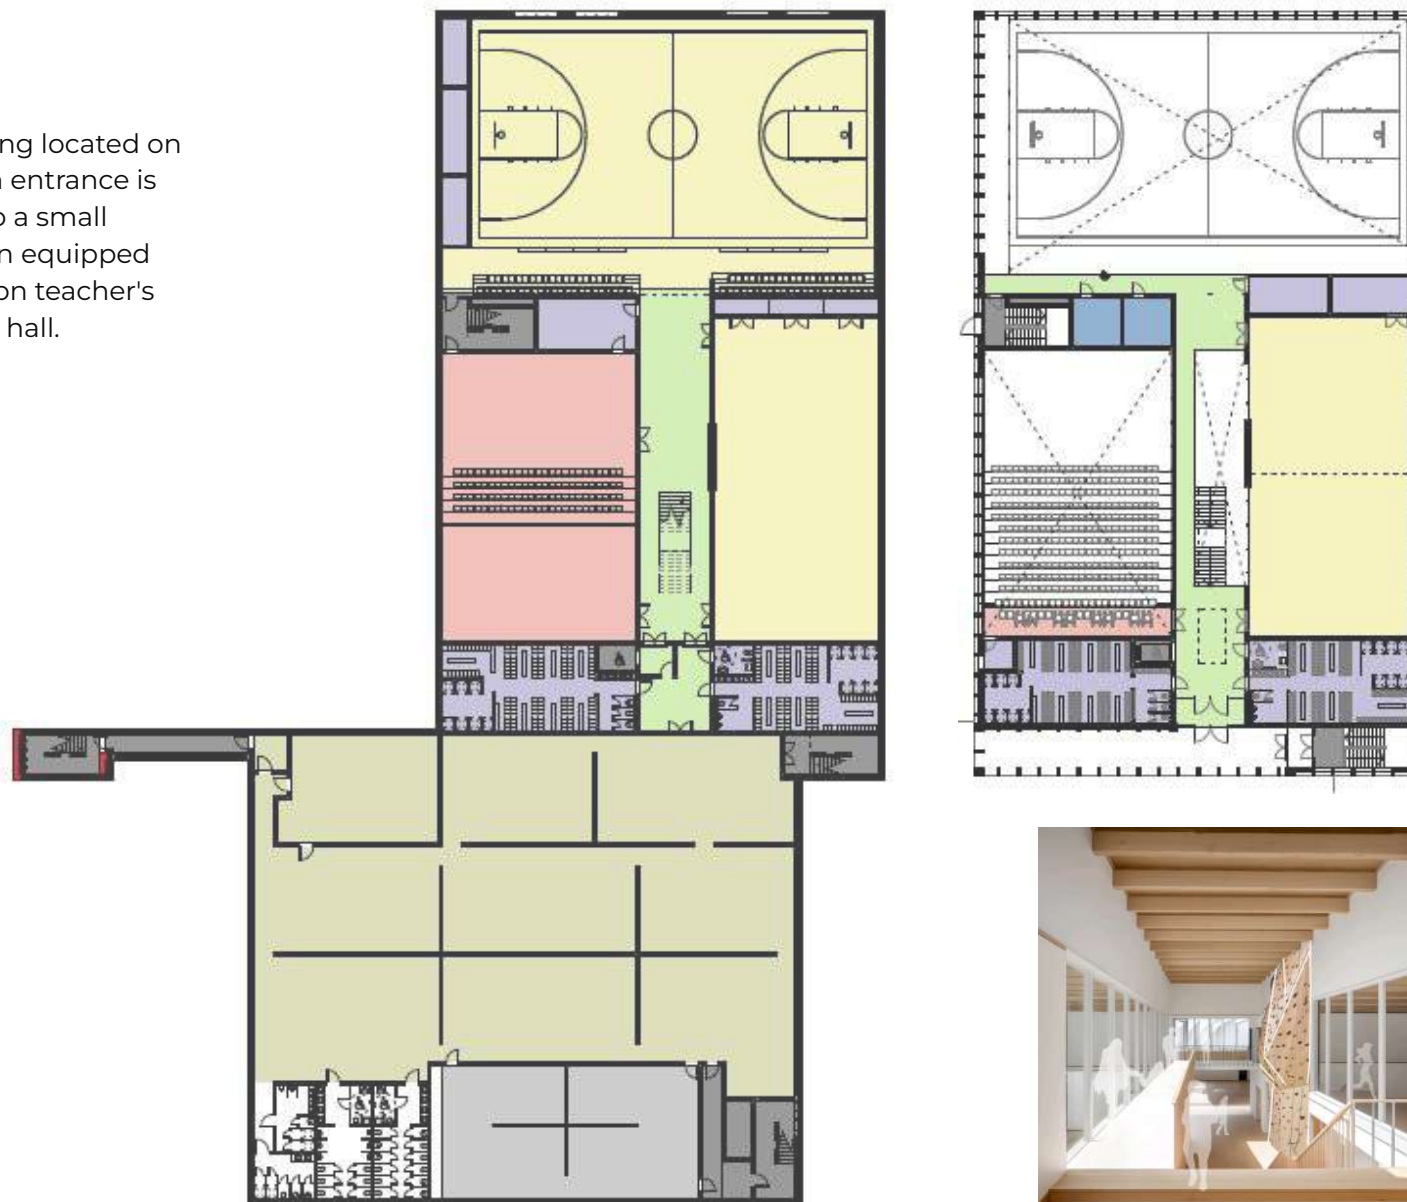 ng located on
entrance is
a small
n equipped
on teacher's
hall.